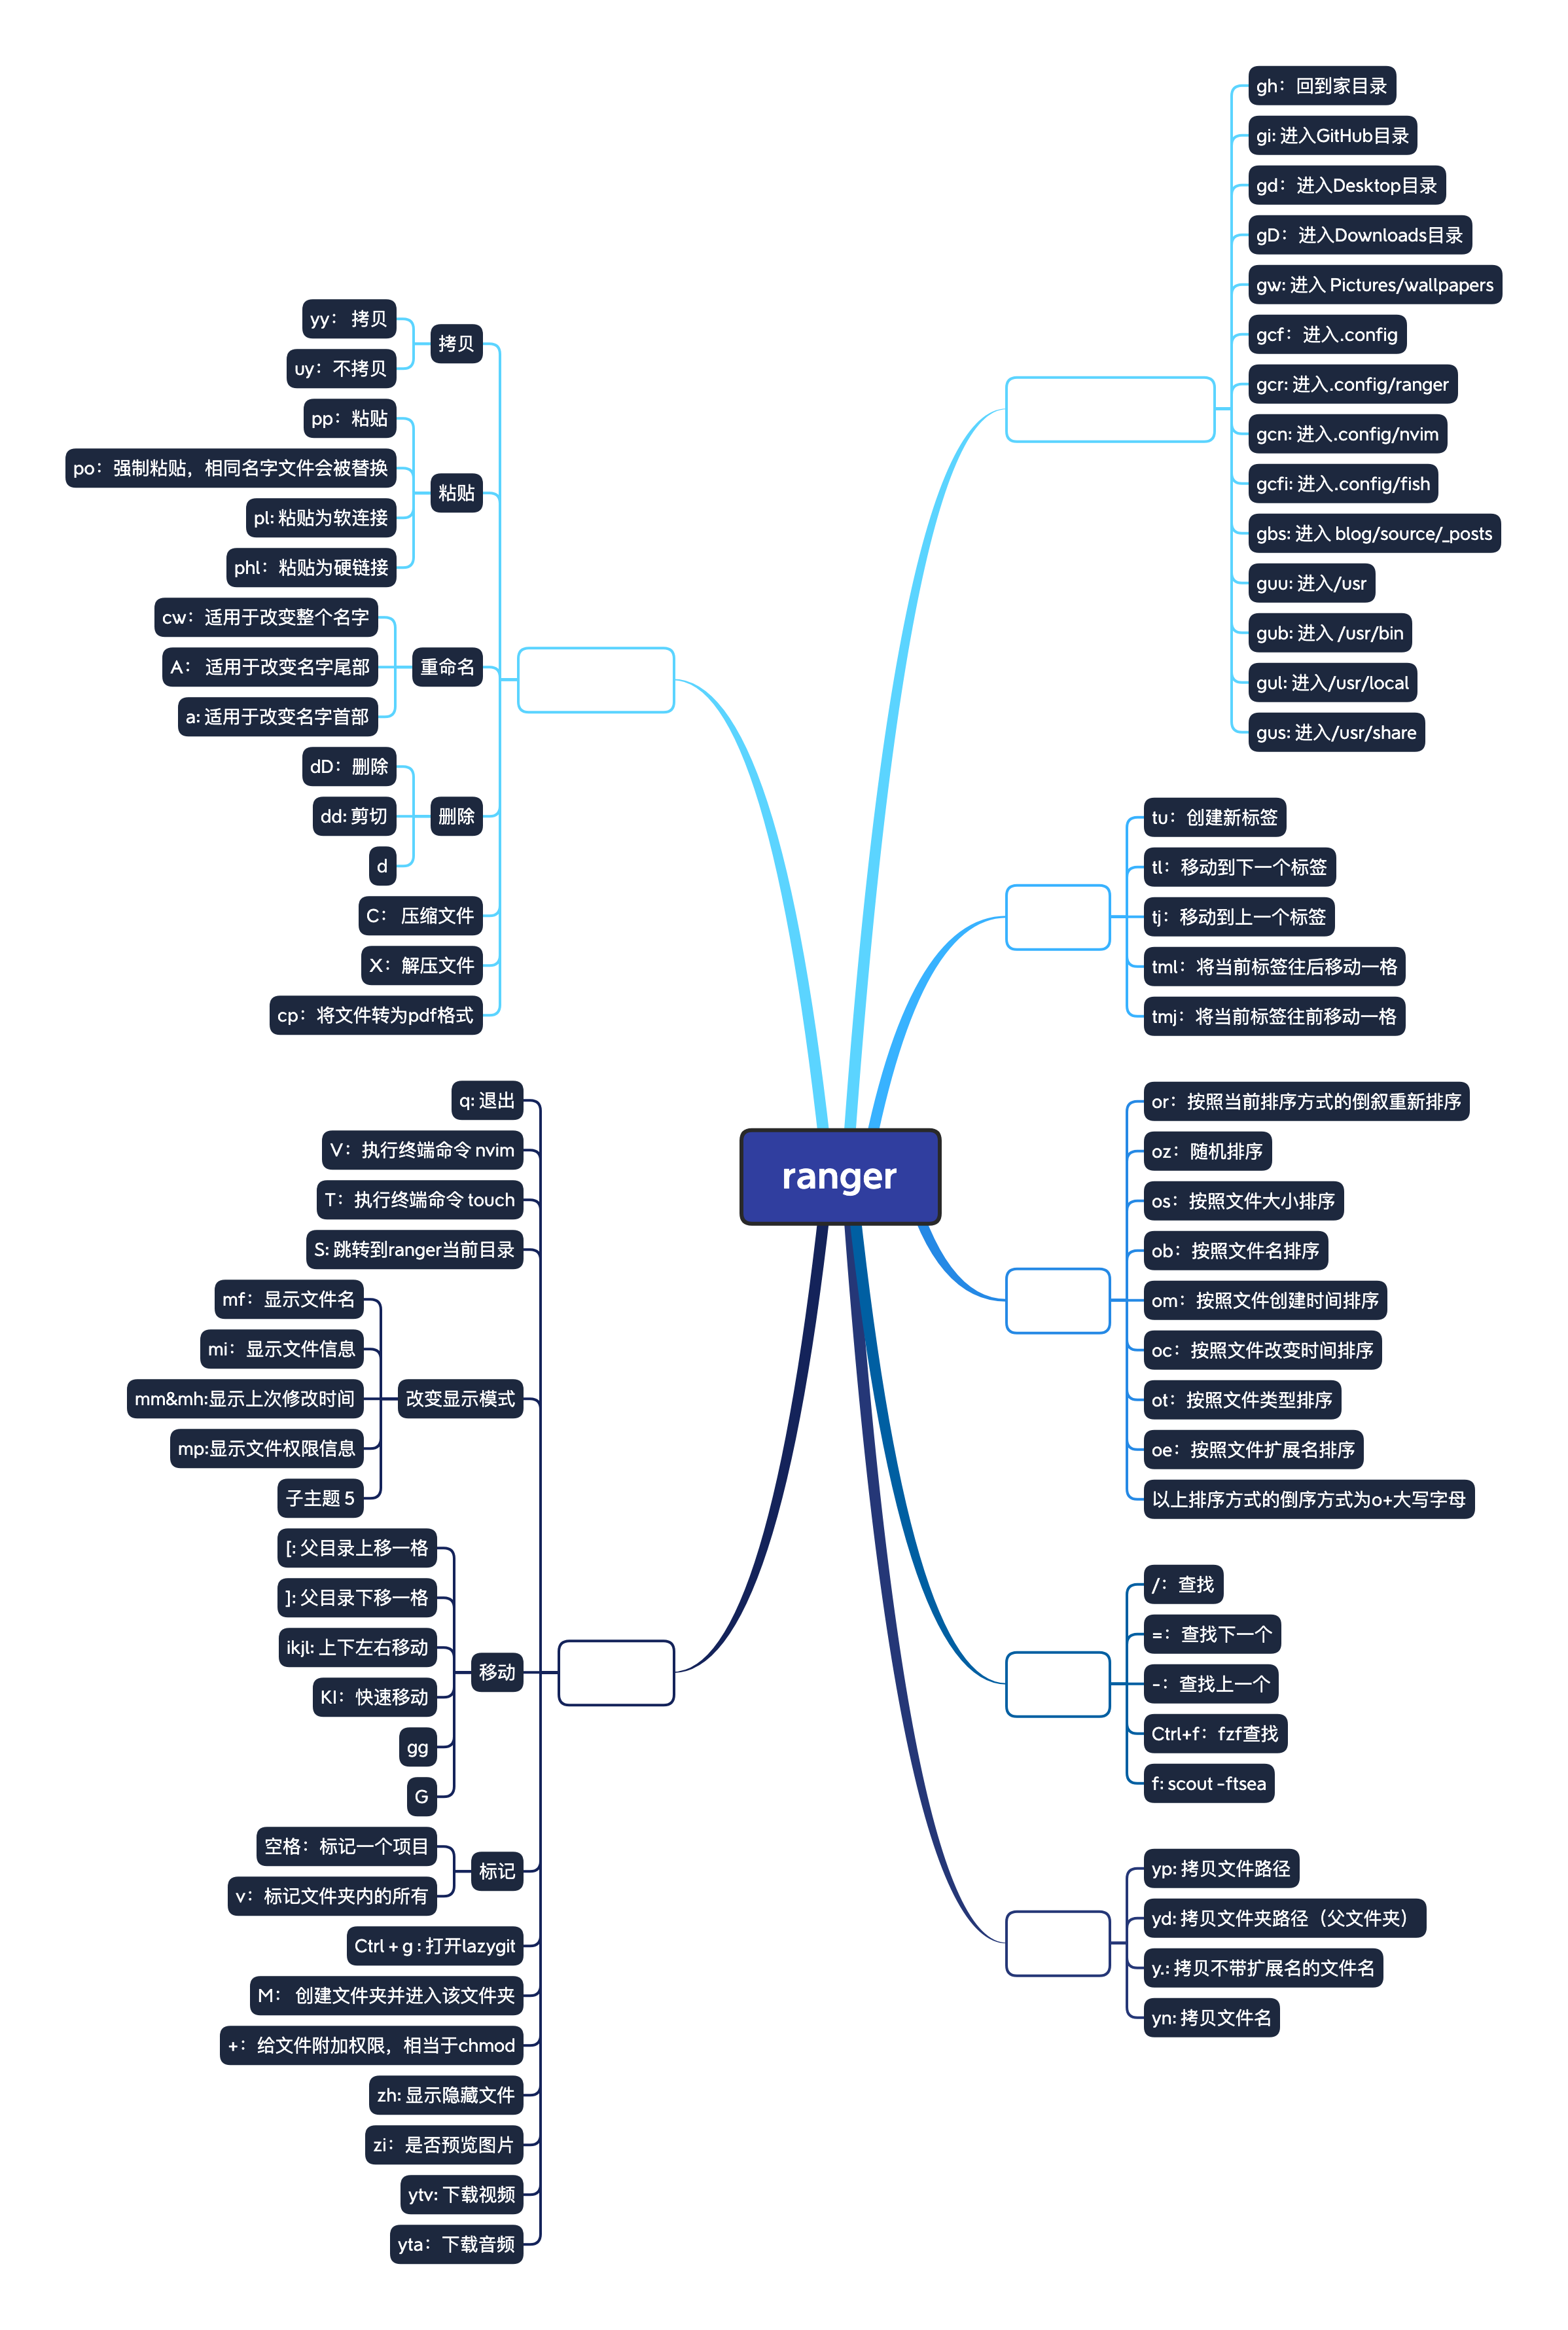 ranger
gh：回到家目录
gi: 进入GitHub目录
gd：进入Desktop目录
gD：进入Downloads目录
gw: 进入 Pictures/wallpapers
gcf：进入.config
gcr: 进入.config/ranger
gcn: 进入.config/nvim
gcfi: 进入.config/fish
gbs: 进入 blog/source/_posts
guu: 进入/usr
gub: 进入 /usr/bin
gul: 进入/usr/local
gus: 进入/usr/share
tu：创建新标签
tl：移动到下一个标签
tj：移动到上一个标签
tml：将当前标签往后移动一格
tmj：将当前标签往前移动一格
or：按照当前排序方式的倒叙重新排序
oz：随机排序
os：按照文件大小排序
ob：按照文件名排序
om：按照文件创建时间排序
oc：按照文件改变时间排序
ot：按照文件类型排序
oe：按照文件扩展名排序
以上排序方式的倒序方式为o+大写字母
/：查找
=：查找下一个
-：查找上一个
Ctrl+f：fzf查找
f: scout -ftsea
yp: 拷贝文件路径
yd: 拷贝文件夹路径（父文件夹）
y.: 拷贝不带扩展名的文件名
yn: 拷贝文件名
拷贝
yy： 拷贝
uy：不拷贝
粘贴
pp：粘贴
po：强制粘贴，相同名字文件会被替换
pl: 粘贴为软连接
phl：粘贴为硬链接
重命名
cw：适用于改变整个名字
A： 适用于改变名字尾部
a: 适用于改变名字首部
删除
dD：删除
dd: 剪切
d
C： 压缩文件
X：解压文件
cp：将文件转为pdf格式
q: 退出
V：执行终端命令 nvim
T：执行终端命令 touch
S: 跳转到ranger当前目录
改变显示模式
mf：显示文件名
mi：显示文件信息
mm&mh:显示上次修改时间
mp:显示文件权限信息
子主题 5
移动
[: 父目录上移一格
]: 父目录下移一格
ikjl: 上下左右移动
KI：快速移动
gg
G
标记
空格：标记一个项目
v：标记文件夹内的所有
Ctrl + g : 打开lazygit
M： 创建文件夹并进入该文件夹
+：给文件附加权限，相当于chmod
zh: 显示隐藏文件
zi：是否预览图片
ytv: 下载视频
yta：下载音频